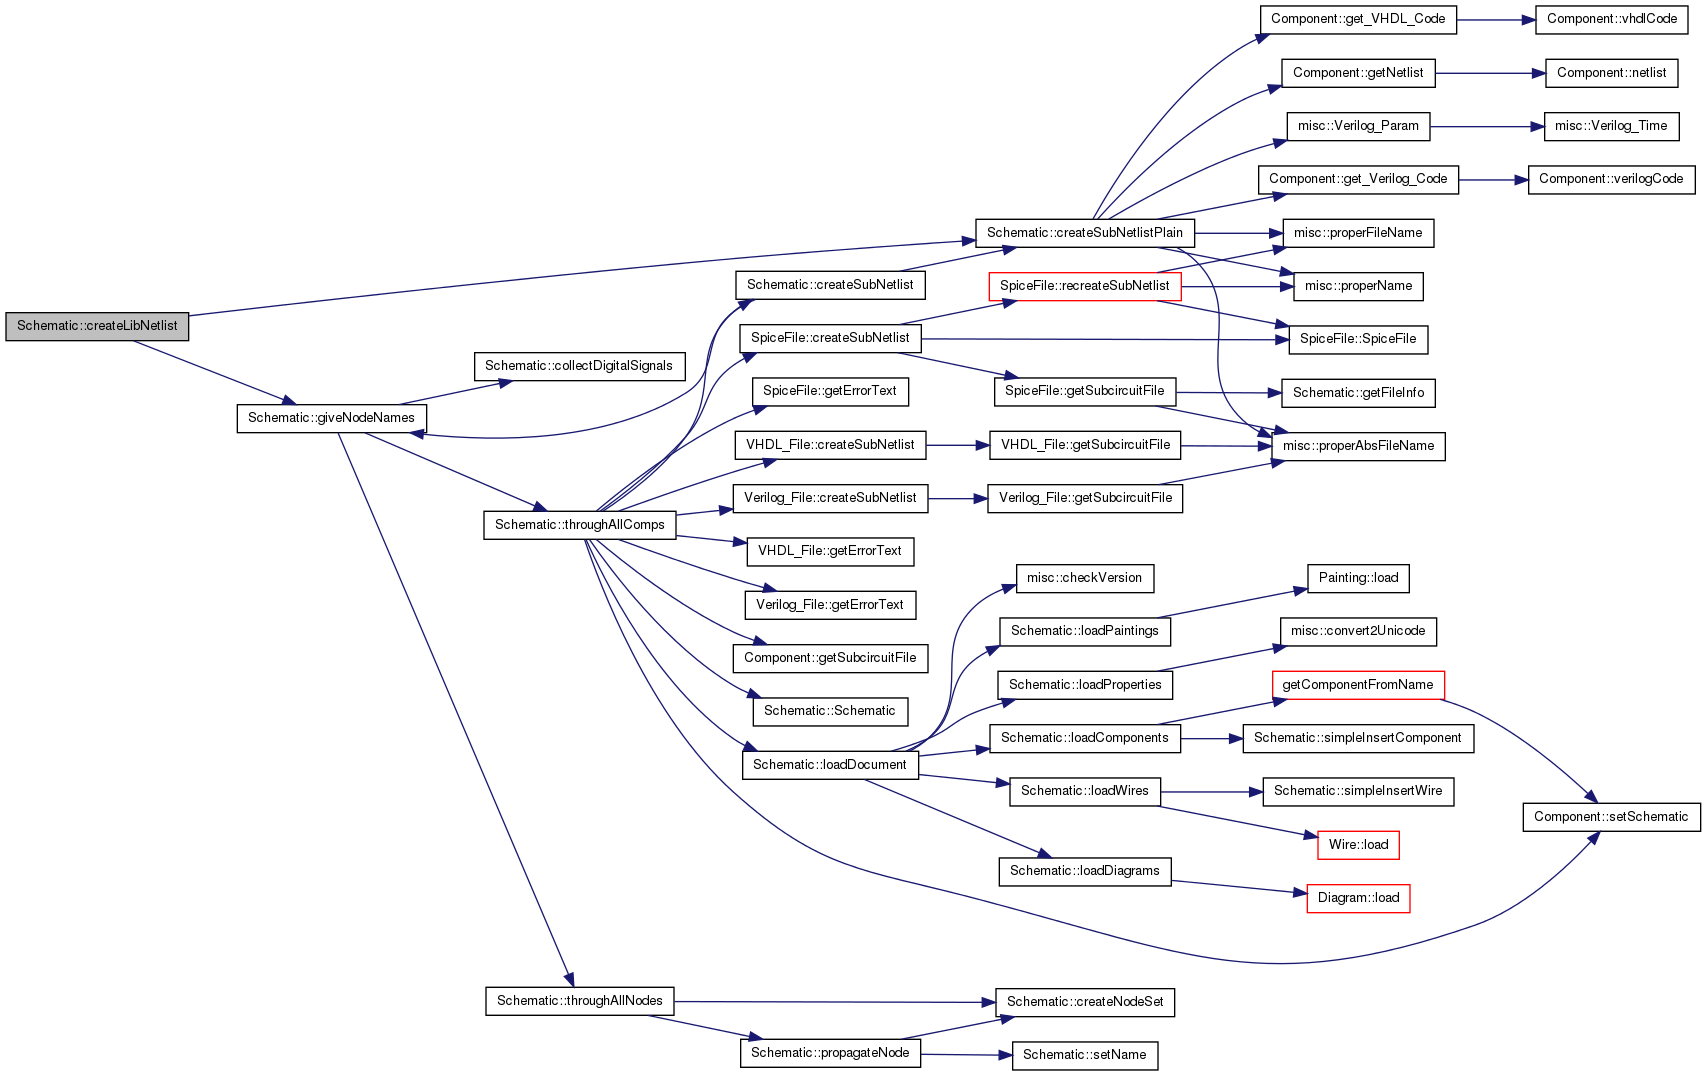 Schematic::createLibNetlist
Schematic::giveNodeNames
Schematic::collectDigitalSignals
Schematic::throughAllComps
Schematic::throughAllNodes
Schematic::createSubNetlist
SpiceFile::createSubNetlist
SpiceFile::getErrorText
VHDL_File::createSubNetlist
Verilog_File::createSubNetlist
VHDL_File::getErrorText
Verilog_File::getErrorText
Component::getSubcircuitFile
Schematic::Schematic
Schematic::loadDocument
Schematic::propagateNode
Schematic::createSubNetlistPlain
SpiceFile::recreateSubNetlist
SpiceFile::getSubcircuitFile
VHDL_File::getSubcircuitFile
Verilog_File::getSubcircuitFile
misc::checkVersion
Schematic::loadPaintings
Schematic::loadProperties
Schematic::loadComponents
Schematic::loadWires
Schematic::loadDiagrams
Schematic::createNodeSet
Schematic::setName
Component::get_VHDL_Code
Component::getNetlist
misc::Verilog_Param
Component::get_Verilog_Code
misc::properFileName
misc::properName
SpiceFile::SpiceFile
Schematic::getFileInfo
misc::properAbsFileName
Painting::load
misc::convert2Unicode
getComponentFromName
Schematic::simpleInsertComponent
Schematic::simpleInsertWire
Wire::load
Diagram::load
Component::vhdlCode
Component::netlist
misc::Verilog_Time
Component::verilogCode
Component::setSchematic